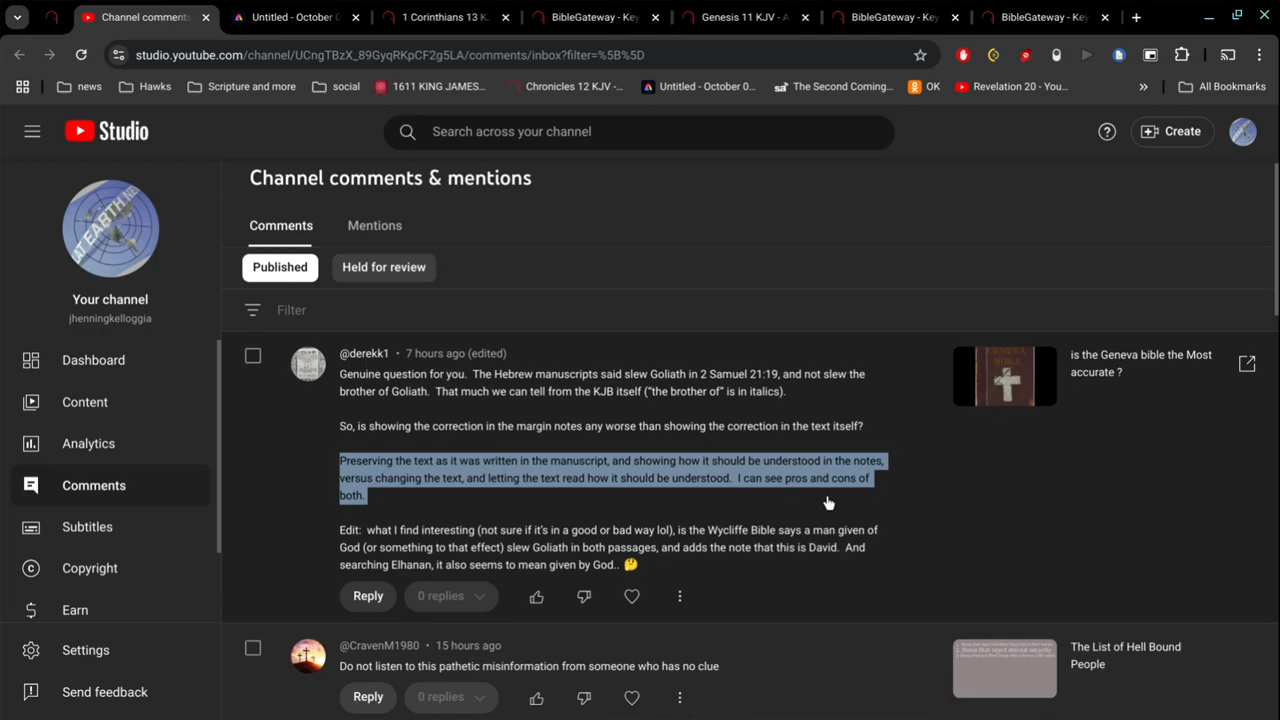 Channel comments
Untitled - October 0
1 Corinthians 13 K.
BibleGateway - Key
Genesis 11 KJV - A
BibleGateway - Key
BibleGateway - Key
studio.youtube.com/channel/UCngTBzX_89GyqRKpCF2g5LA/comments/inbox?filter=%5B%5D
news
Hawks
Scripture and more
social
1611 KING JAMES...
Chronicles 12 KJV -...
Untitled - October 0...
sa
The Second Coming...
OK
Revelation 20 - You...
»
All Bookmarks
Studio
Search across your channel
Create
AT EARTH.NE
Your channel
jhenningkelloggia
Dashboard
Content
Analytics
Comments
Subtitles
Copyright
Earn
Settings
Send feedback
Channel comments & mentions
Comments
Mentions
Published
Held for review
Filter
@derekk1 • 7 hours ago (edited)
Genuine question for you. The Hebrew manuscripts said slew Goliath in 2 Samuel 21:19, and not slew the
brother of Goliath. That much we can tell from the KJB itself ("the brother of" is in italics).
So, is showing the correction in the margin notes any worse than showing the correction in the text itself?
Preserving the text as it was written in the manuscript, and showing how it should be understood in the notes,
versus changing the text, and letting the text read how it should be understood. I can see pros and cons of
both.
Edit: what I find interesting (not sure if it's in a good or bad way lol), is the Wycliffe Bible says a man given of
God (or something to that effect) slew Goliath in both passages, and adds the note that this is David. And
searching Elhanan, it also seems to mean given by God.. 🤔
Reply
0 replies
GENEVA
BIBLE
is the Geneva bible the Most
accurate ?
@CravenM1980 • 15 hours ago
Do not listen to this pathetic misinformation from someone who has no clue
Reply
0 replies
The List of Hell Bound
People